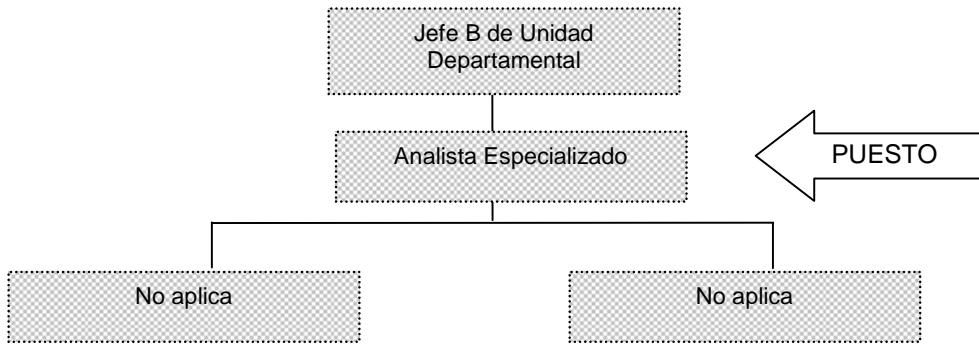 Jefe B de Unidad
Departamental
Analista Especializado
PUESTO
No aplica
No aplica